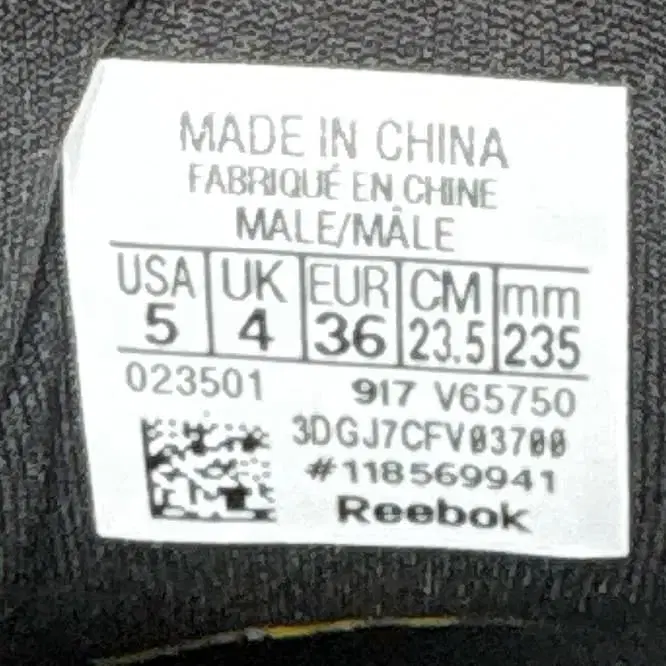 MADE IN CHINA
FABRIQUÉ EN CHINE
MALE/MÂLE
USA UK EUR CM mm
5 4 36 23.5 235
023501 917 V65750
3DGJ7CFV03700
#118569941
Reebok